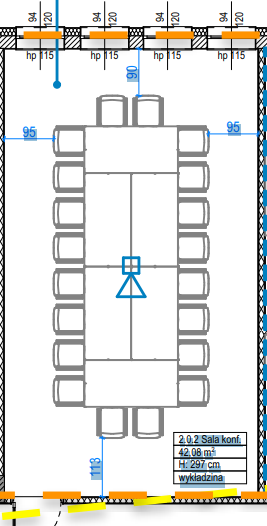 94 120 94 120 94 120 94 120
hp 115 hp 115 hp 115 hp 115
90
95 95
113
2.0.2 Sala konf.
42,08 m²
H: 297 cm
wykładzina